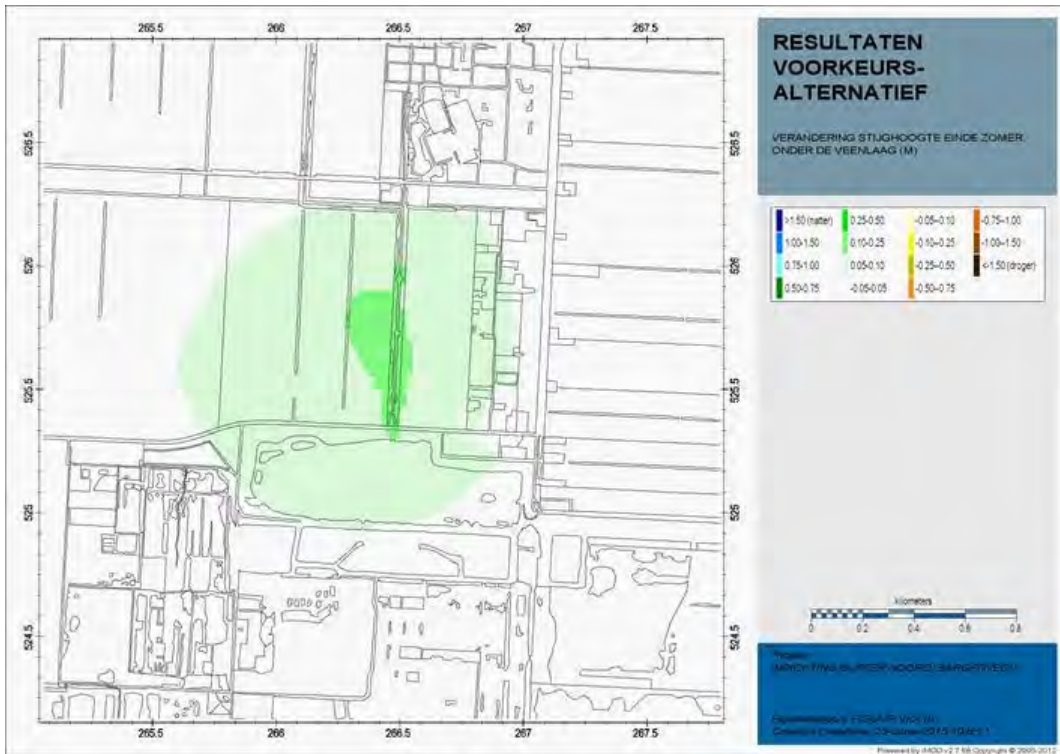 265.5 266 266.5 267 267.5
RESULTATEN
VOORKEURS-
ALTERNATIEF
VERANDERING STIJGHOOGTE EINDE ZOMER
ONDER DE VEENLAAG (M)
>1.50 (natter) 0.25-0.50 -0.05--0.10 -0.75--1.00
1.00-1.50 0.10-0.25 -0.10--0.25 -1.00--1.50
0.75-1.00 0.05-0.10 -0.25--0.50 <-1.50 (droger)
0.50-0.75 -0.05-0.05 -0.50--0.75
526.5 526.5
526 526
525.5 525.5
525 525
524.5 524.5
kilometers
0 0.2 0.4 0.6 0.8
265.5 266 266.5 267 267.5
Powered by iMOD
Copyright ©